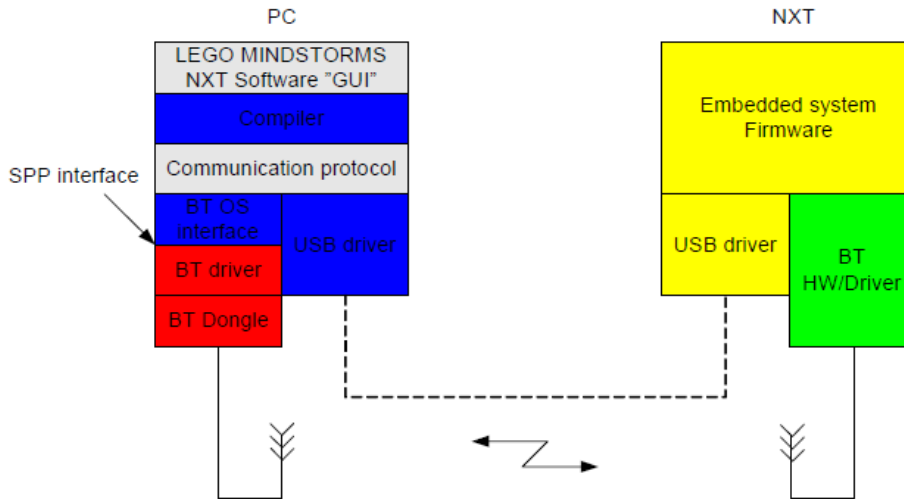 PC
NXT
LEGO MINDSTORMS
NXT Software ”GUI”
Compiler
Communication protocol
SPP interface
BT OS
interface
USB driver
BT driver
BT Dongle
Embedded system
Firmware
USB driver
BT
HW/Driver